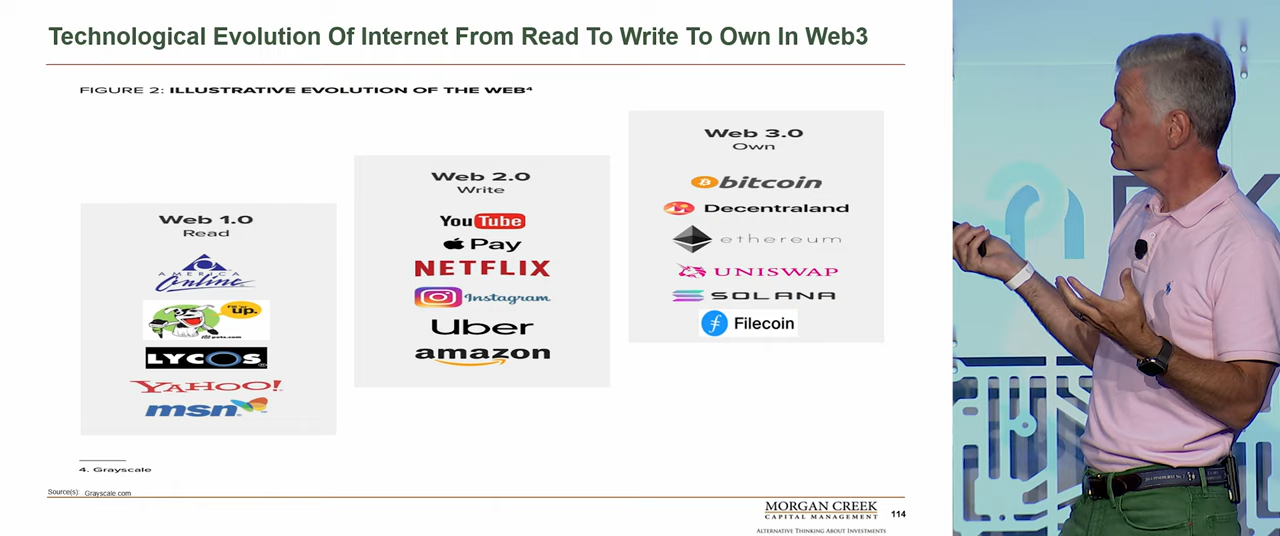 Technological Evolution Of Internet From Read To Write To Own In Web3
FIGURE 2: ILLUSTRATIVE EVOLUTION OF THE WEB⁴
Web 1.0
Read
AMERICA
Online
pets.com
LYCOS
YAHOO!
msn
Web 2.0
Write
YouTube
Pay
NETFLIX
Instagram
Uber
amazon
Web 3.0
Own
bitcoin
Decentraland
ethereum
UNISWAP
SOLANA
Filecoin
4. Grayscale
Source(s): Grayscale.com
MORGAN CREEK
CAPITAL MANAGEMENT
ALTERNATIVE THINKING ABOUT INVESTMENTS
114